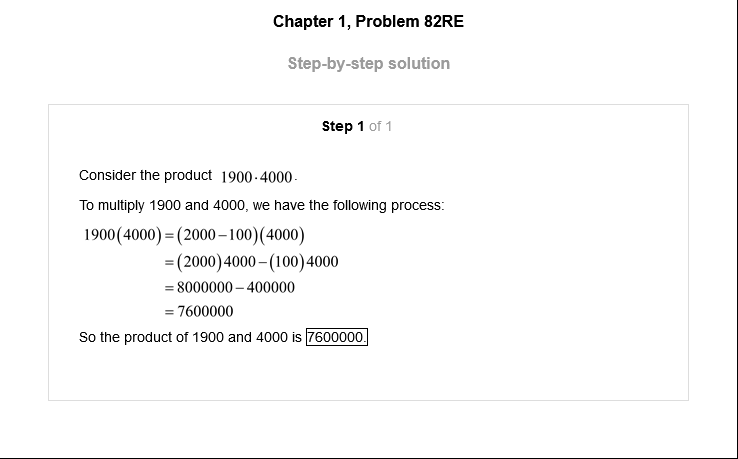 Chapter 1, Problem 82RE
Step-by-step solution
Step 1 of 1
Consider the product 1900·4000.
To multiply 1900 and 4000, we have the following process:
1900(4000)=(2000−100)(4000)
=(2000)4000−(100)4000
=8000000−400000
=7600000
So the product of 1900 and 4000 is 7600000.